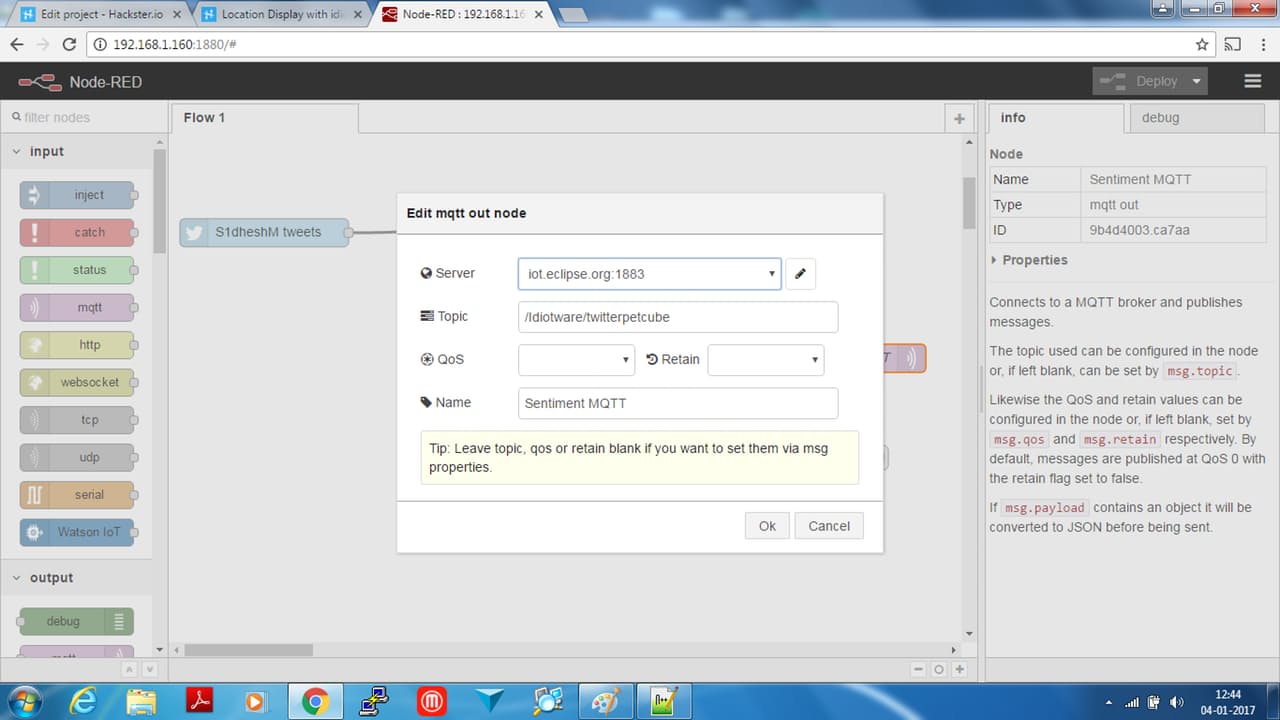 Edit project - Hackster.io
Location Display with idi
Node-RED : 192.168.1.16
192.168.1.160:1880/#
Node-RED
Deploy
filter nodes
Flow 1
info
debug
input
inject
catch
status
mqtt
http
websocket
tcp
udp
serial
Watson IoT
output
debug
S1dheshM tweets
Edit mqtt out node
Server
iot.eclipse.org:1883
Topic
/Idiotware/twitterpetcube
QoS
Retain
Name
Sentiment MQTT
Tip: Leave topic, qos or retain blank if you want to set them via msg
properties.
Ok
Cancel
Node
Name Sentiment MQTT
Type mqtt out
ID 9b4d4003.ca7aa
Properties
Connects to a MQTT broker and publishes
messages.
The topic used can be configured in the node
or, if left blank, can be set by msg.topic.
Likewise the QoS and retain values can be
configured in the node or, if left blank, set by
msg.qos and msg.retain respectively. By
default, messages are published at QoS 0 with
the retain flag set to false.
If msg.payload contains an object it will be
converted to JSON before being sent.
12:44
04-01-2017